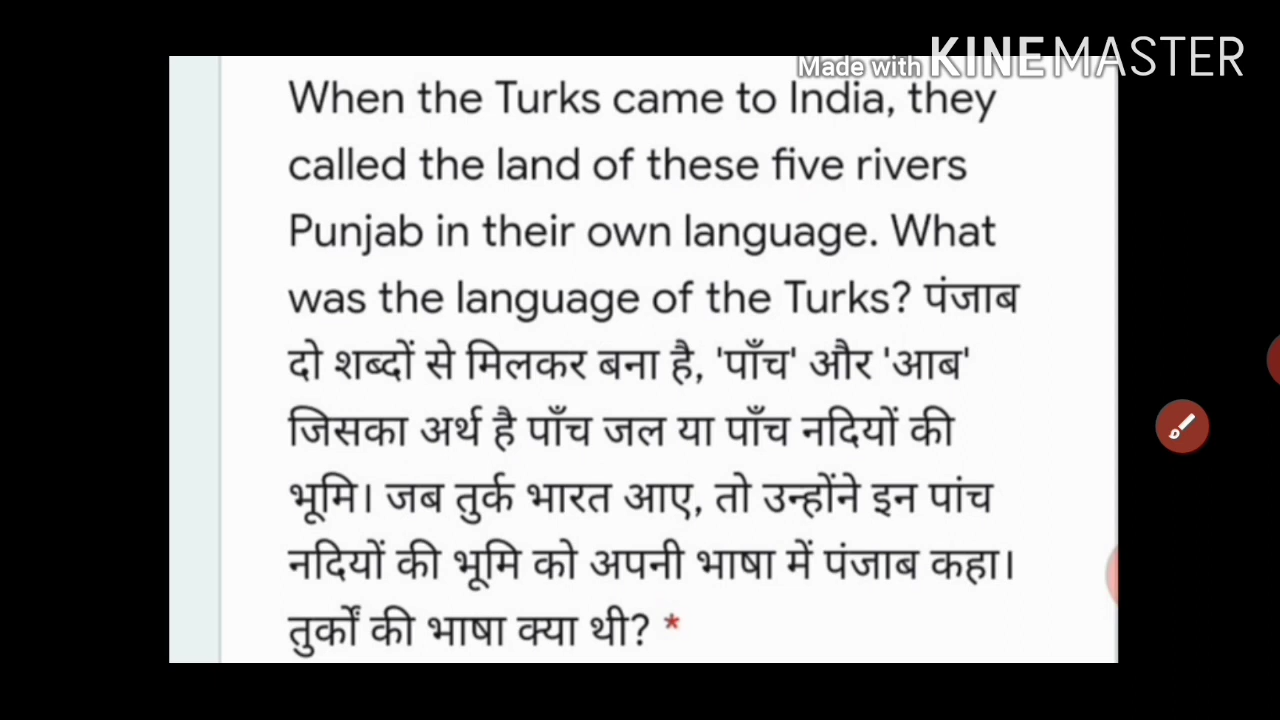 Made with KINEMASTER
When the Turks came to India, they
called the land of these five rivers
Punjab in their own language. What
was the language of the Turks? पंजाब
दो शब्दों से मिलकर बना है, 'पाँच' और 'आब'
जिसका अर्थ है पाँच जल या पाँच नदियों की
भूमि। जब तुर्क भारत आए, तो उन्होंने इन पांच
नदियों की भूमि को अपनी भाषा में पंजाब कहा।
तुर्कों की भाषा क्या थी? *